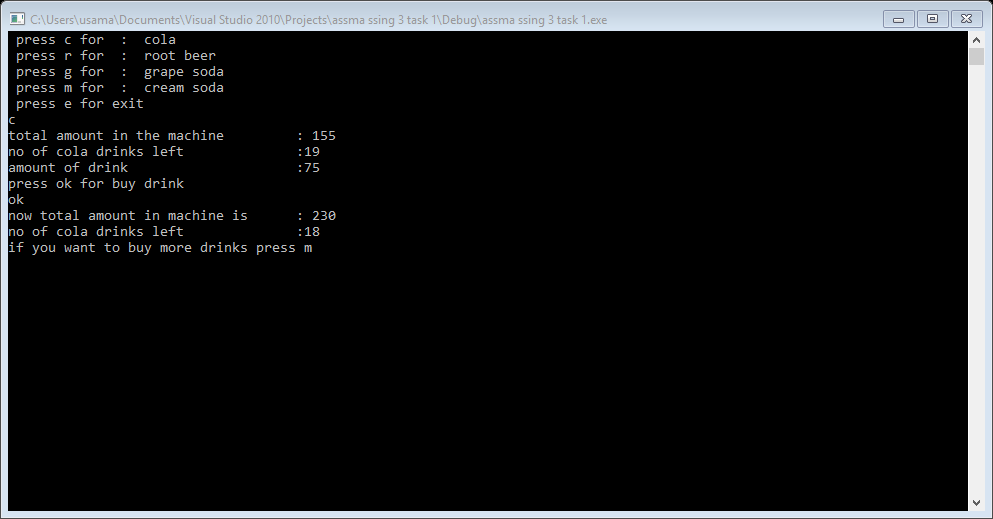 C:\Users\usama\Documents\Visual Studio 2010\Projects\assma ssing 3 task 1\Debug\assma ssing 3 task 1.exe
press c for  :  cola
press r for  :  root beer
press g for  :  grape soda
press m for  :  cream soda
press e for exit
c
total amount in the machine         : 155
no of cola drinks left              :19
amount of drink                     :75
press ok for buy drink
ok
now total amount in machine is      : 230
no of cola drinks left              :18
if you want to buy more drinks press m